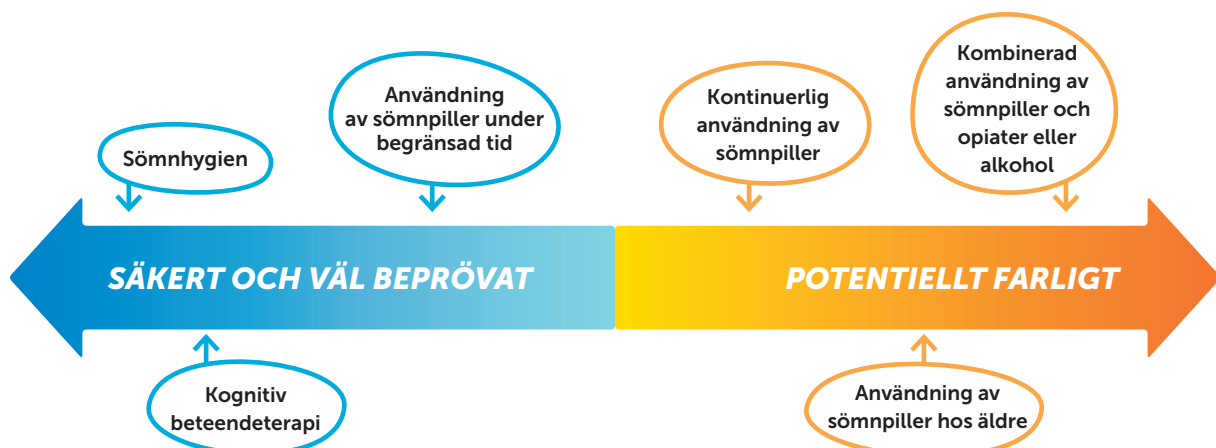 Sömnhygien
Användning
av sömnpiller under
begränsad tid
Kontinuerlig
användning av
sömnpiller
Kombinerad
användning av
sömnpiller och
opiater eller
alkohol
SÄKERT OCH VÄL BEPRÖVAT
POTENTIELLT FARLIGT
Kognitiv
beteendeterapi
Användning av
sömnpiller hos äldre